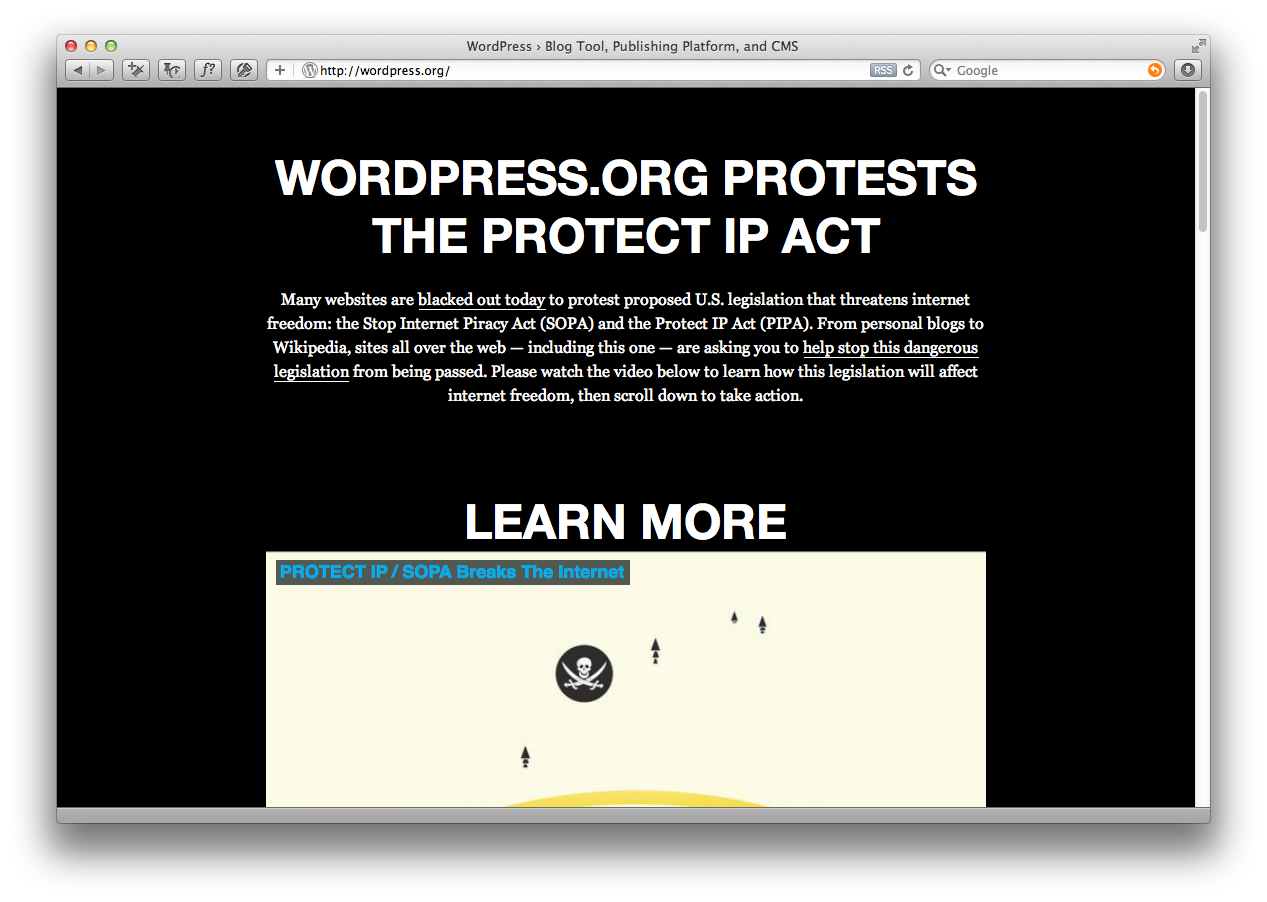 WordPress › Blog Tool, Publishing Platform, and CMS
f?
http://wordpress.org/
RSS
Google
WORDPRESS.ORG PROTESTS
THE PROTECT IP ACT
Many websites are blacked out today to protest proposed U.S. legislation that threatens internet
freedom: the Stop Internet Piracy Act (SOPA) and the Protect IP Act (PIPA). From personal blogs to
Wikipedia, sites all over the web — including this one — are asking you to help stop this dangerous
legislation from being passed. Please watch the video below to learn how this legislation will affect
internet freedom, then scroll down to take action.
LEARN MORE
PROTECT IP / SOPA Breaks The Internet